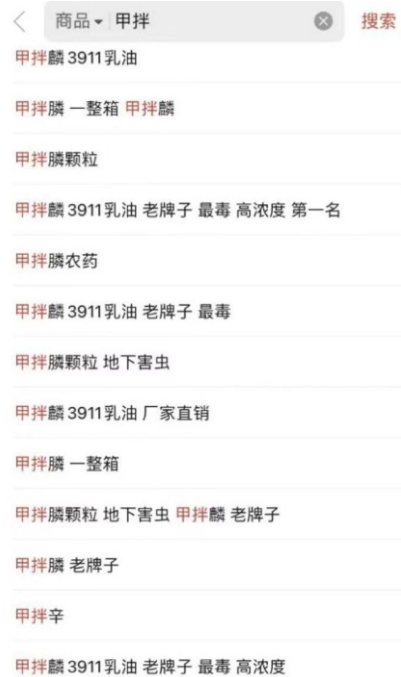 商品 甲拌 搜索
甲拌麟3911乳油
甲拌膦 一整箱 甲拌麟
甲拌膦颗粒
甲拌麟3911乳油 老牌子 最毒 高浓度 第一名
甲拌膦农药
甲拌麟3911乳油 老牌子 最毒
甲拌膦颗粒 地下害虫
甲拌麟3911乳油 厂家直销
甲拌膦 一整箱
甲拌膦颗粒 地下害虫 甲拌麟 老牌子
甲拌膦 老牌子
甲拌辛
甲拌麟3911乳油 老牌子 最毒 高浓度